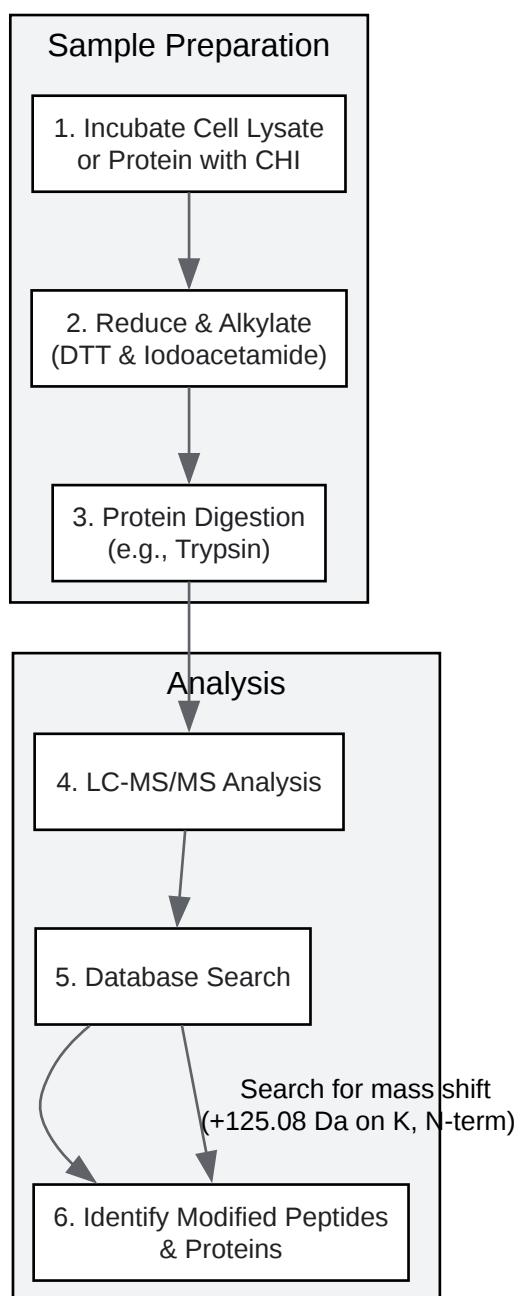 Sample Preparation
1. Incubate Cell Lysate
or Protein with CHI
2. Reduce & Alkylate
(DTT & Iodoacetamide)
3. Protein Digestion
(e.g., Trypsin)
Analysis
4. LC-MS/MS Analysis
5. Database Search
Search for mass shift
(+125.08 Da on K, N-term)
6. Identify Modified Peptides
& Proteins